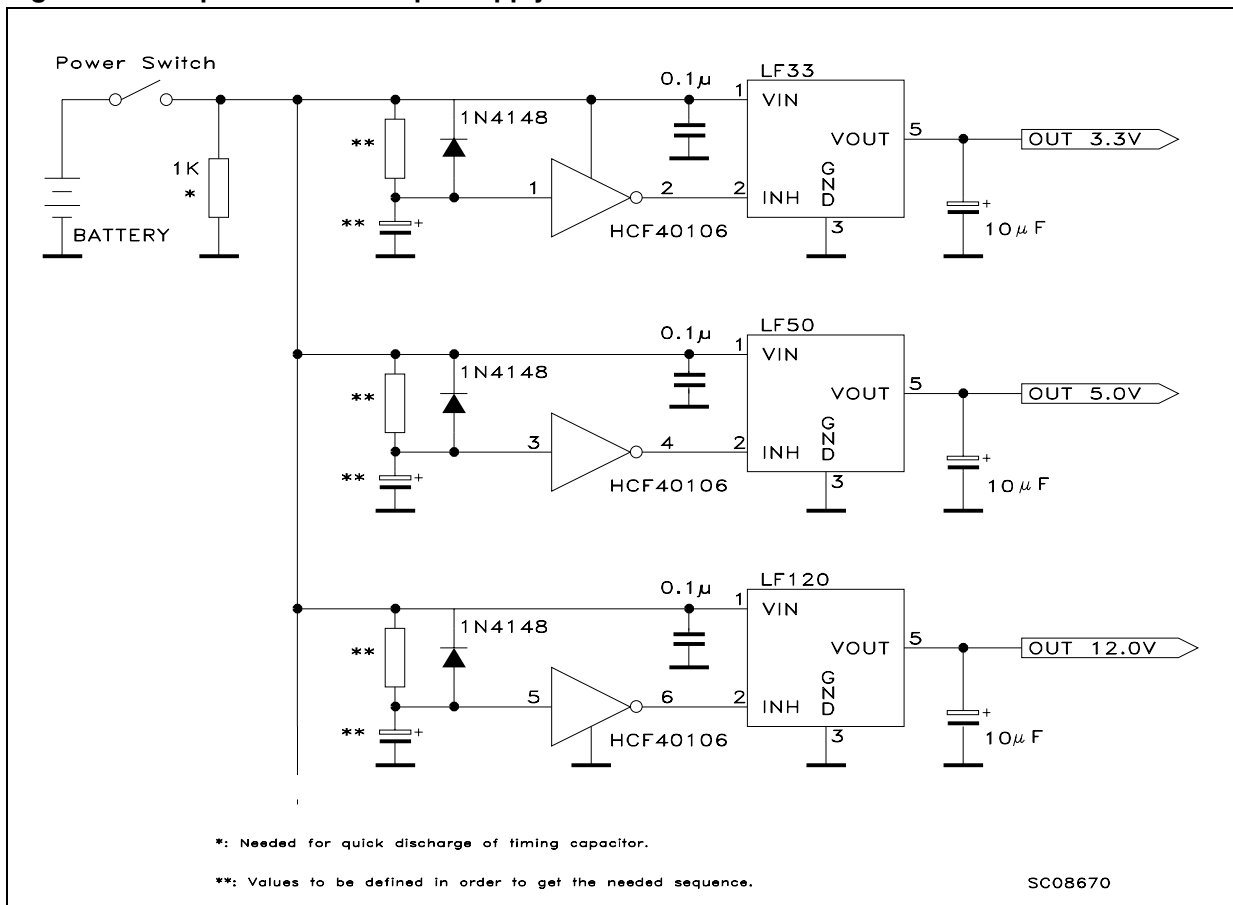 Power Switch
BATTERY
1K
*
**
**
1N4148
1
2
HCF40106
0.1µ
LF33
1
VIN
2
INH
VOUT
GND
3
5
OUT 3.3V
+
+
10µF
**
**
1N4148
3
4
HCF40106
0.1µ
LF50
1
VIN
2
INH
VOUT
GND
3
5
OUT 5.0V
+
+
10µF
**
**
1N4148
5
6
HCF40106
0.1µ
LF120
1
VIN
2
INH
VOUT
GND
3
5
OUT 12.0V
+
+
10µF
*: Needed for quick discharge of timing capacitor.
**: Values to be defined in order to get the needed sequence.
SC08670